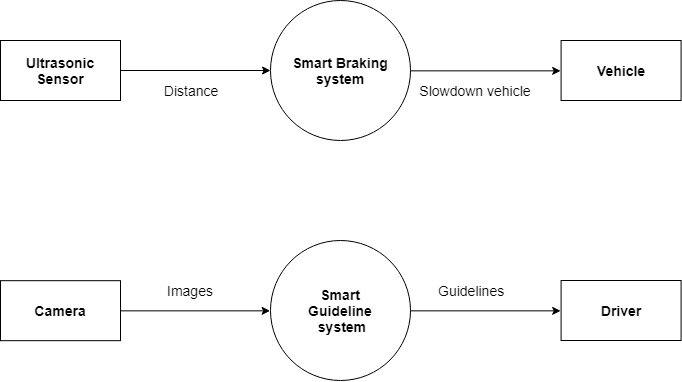 Ultrasonic
Sensor
Distance
Smart Braking
system
Slowdown vehicle
Vehicle
Camera
Images
Smart
Guideline
system
Guidelines
Driver